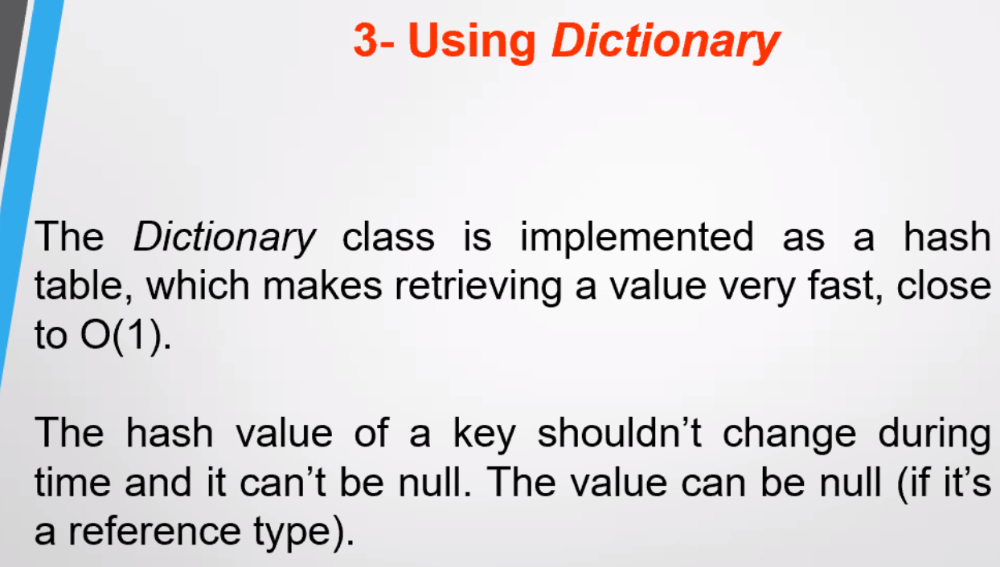 3- Using Dictionary
The Dictionary class is implemented as a hash
table, which makes retrieving a value very fast, close
to O(1).
The hash value of a key shouldn’t change during
time and it can’t be null. The value can be null (if it’s
a reference type).